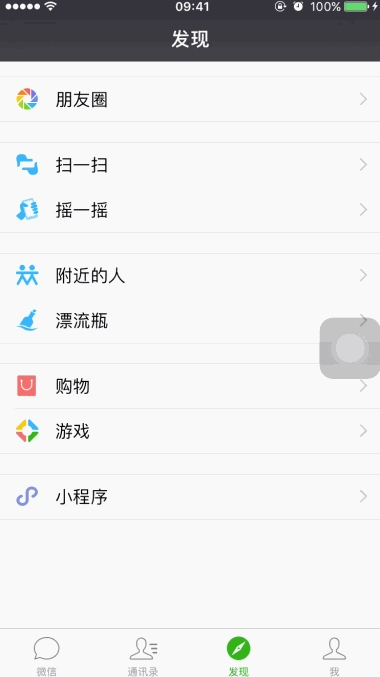 09:41
100%
发现
朋友圈
扫一扫
摇一摇
附近的人
漂流瓶
购物
游戏
小程序
微信
通讯录
发现
我